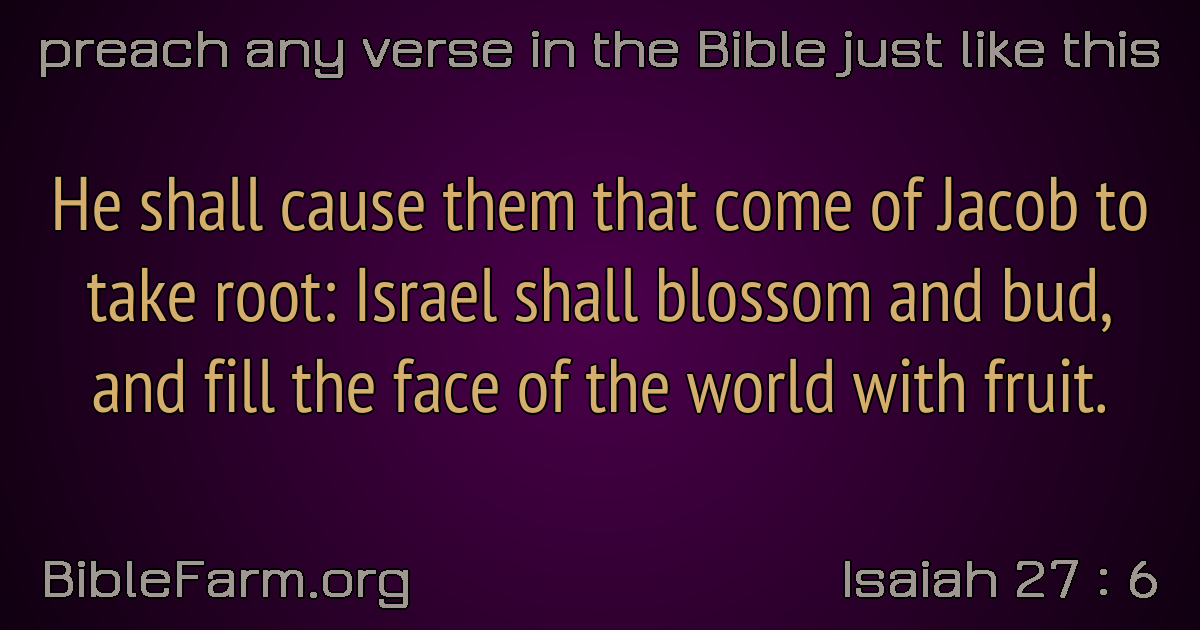 preach any verse in the Bible just like this
He shall cause them that come of Jacob to
take root: Israel shall blossom and bud,
and fill the face of the world with fruit.
BibleFarm.org
Isaiah 27 : 6